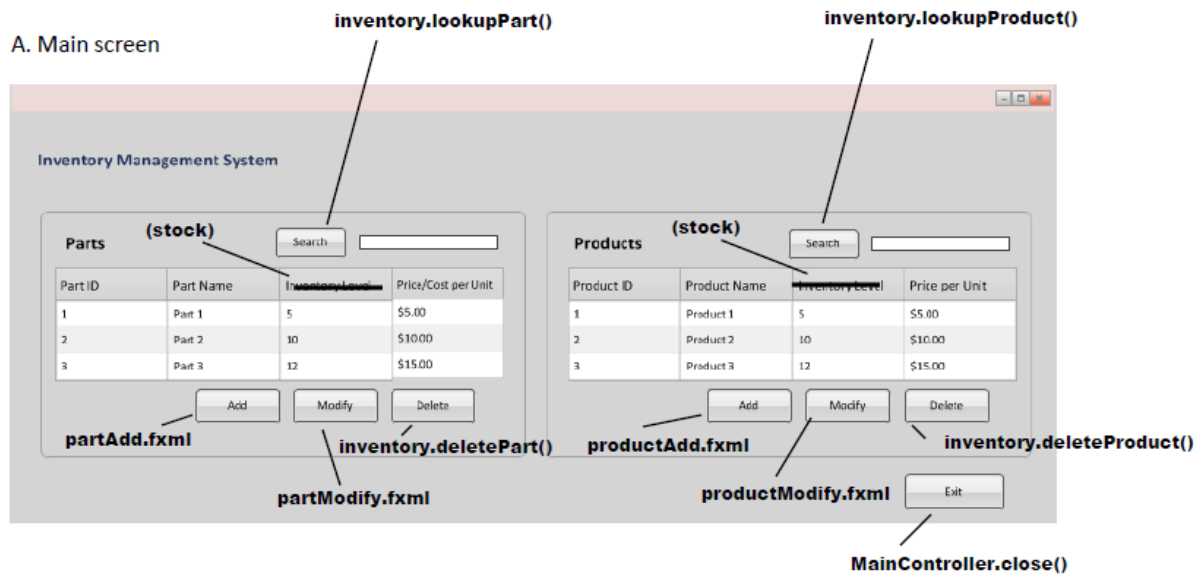 inventory.lookupPart()
inventory.lookupProduct()
A. Main screen
Inventory Management System
Parts
(stock)
Search
Products
(stock)
Search
Part ID Part Name Inventory Level Price/Cost per Unit
1 Part 1 5 $5.00
2 Part 2 10 $10.00
3 Part 3 12 $15.00
Product ID Product Name Inventory Level Price per Unit
1 Product 1 5 $5.00
2 Product 2 10 $10.00
3 Product 3 12 $15.00
Add Modify Delete
Add Modify Delete
partAdd.fxml
inventory.deletePart()
productAdd.fxml
inventory.deleteProduct()
partModify.fxml
productModify.fxml
Exit
MainController.close()